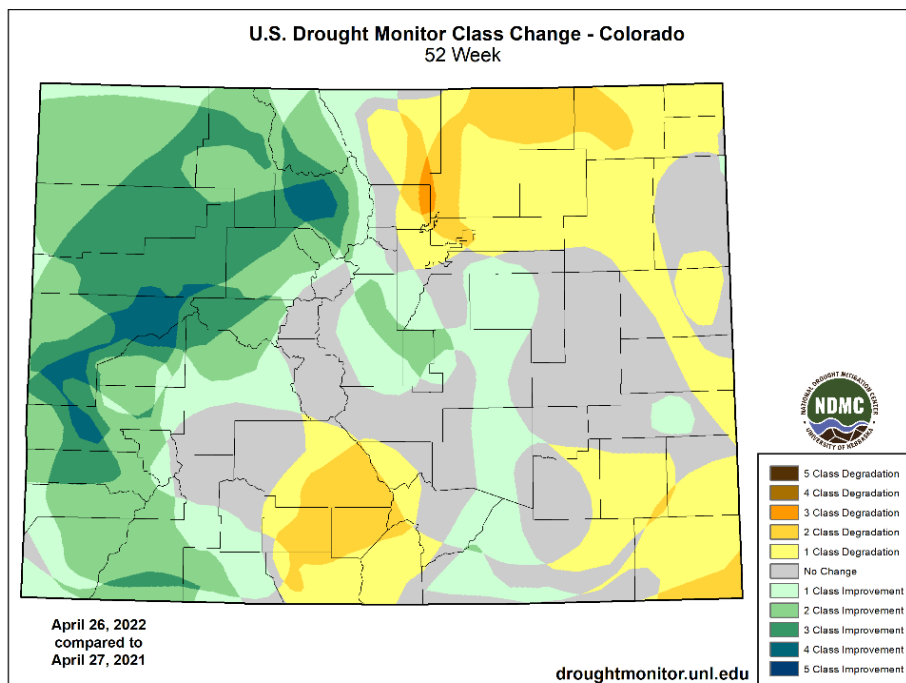 U.S. Drought Monitor Class Change - Colorado
52 Week
NATIONAL DROUGHT MITIGATION CENTER
NDMC
UNIVERSITY OF NEBRASKA
5 Class Degradation
4 Class Degradation
3 Class Degradation
2 Class Degradation
1 Class Degradation
No Change
1 Class Improvement
2 Class Improvement
3 Class Improvement
4 Class Improvement
5 Class Improvement
April 26, 2022
compared to
April 27, 2021
droughtmonitor.unl.edu